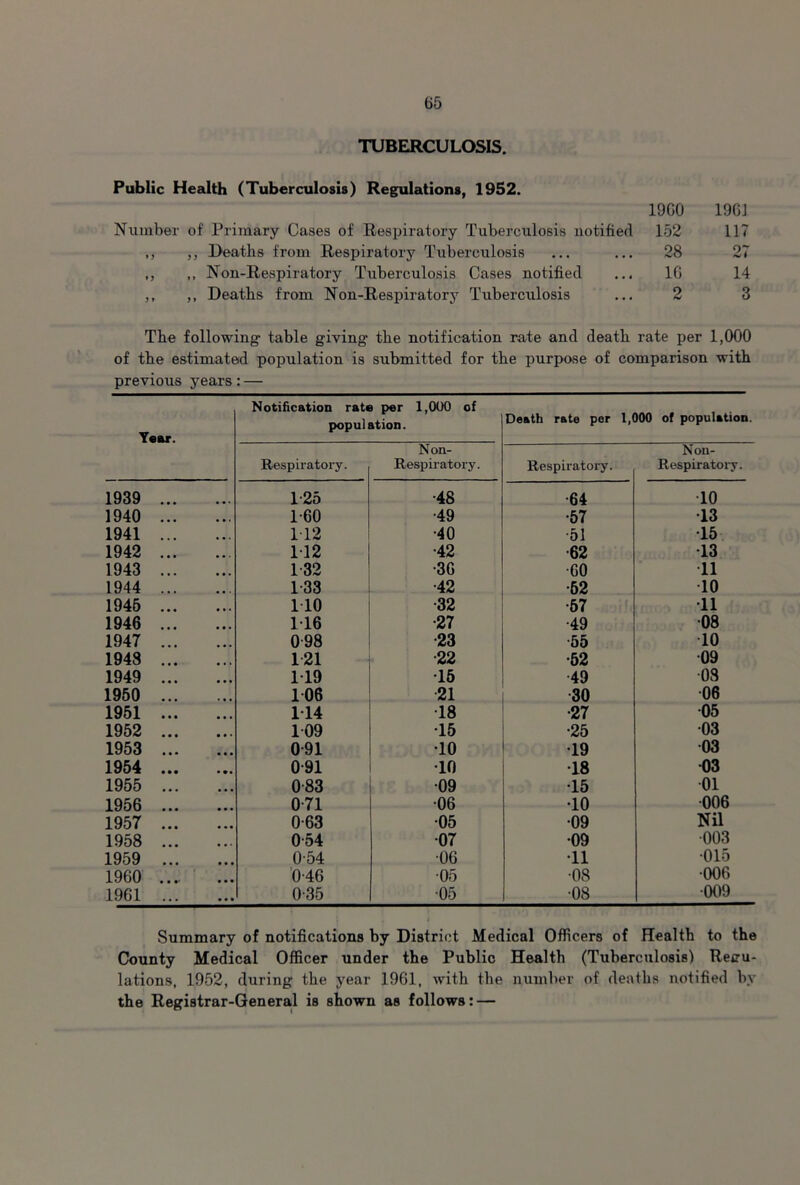 65
TUBERCULOSIS.
Public Health (Tuberculosis) Regulations, 1952.
1960 1961
Number of Primary Cases of Respiratory Tuberculosis notified 152 117
,, ,, Deaths from Respiratory Tuberculosis ... ... 28 27
,, ,, Non-Respiratory Tuberculosis Cases notified ... 16 14
,, ,, Deaths from Non-Respiratory Tuberculosis ... 2 3
The following table giving the notification rate and death rate per 1,000
of the estimated population is submitted for the purpose of comparison with
previous years:—
Year. Notification rate per 1,000 of population. Death rate per 1,000 of population.
Respiratory. Non-Respiratory. Respiratory. Non-Respiratory.
1939 ... ... 1·25 ·48 ·64 ·10
1940 ... ... 1·60 ·49 ·57 ·13
1941 ... ... 1·12 ·40 ·51 ·15
1942 ... ... 1·12 ·42 ·62 ·13
1943 ... ... 1·32 ·36 ·60 ·11
1944 ... ... 1·33 ·42 ·52 ·10
1945 ... ... 1·10 ·32 ·57 ·11
1946 ... ... 1·16 ·27 ·49 ·08
1947 ... ... 0·98 ·23 ·55 ·10
1948 ... ... 1·21 ·22 ·52 ·09
1949 ... ... 1·19 ·15 ·49 ·08
1950 ... ... 1·06 ·21 ·30 ·06
1951 ... ... 1·14 ·18 ·27 ·05
1952 ... ... 1·09 ·15 ·25 ·03
1953 ... ... 0·91 ·10 ·19 ·03
1954 ... ... 0·91 ·10 ·18 ·03
1955 ... ... 0·83 ·09 ·15 ·01
1956 ... ... 0·71 ·06 ·10 ·006
1957 ... ... 0·63 ·05 ·09 Nil
1958 ... ... 0·54 ·07 ·09 ·003
1959 ... ... 0·54 ·06 ·11 ·015
1960 ... ... 0·46 ·05 ·08 ·006
1961 ... ... 0·35 ·05 ·08 ·009
Summary of notifications by District Medical Officers of Health to the
County Medical Officer under the Public Health (Tuberculosis) Regu-
lations, 1952, during the year 1961, with the number of deaths notified by
the Registrar-General is shown as follows:—